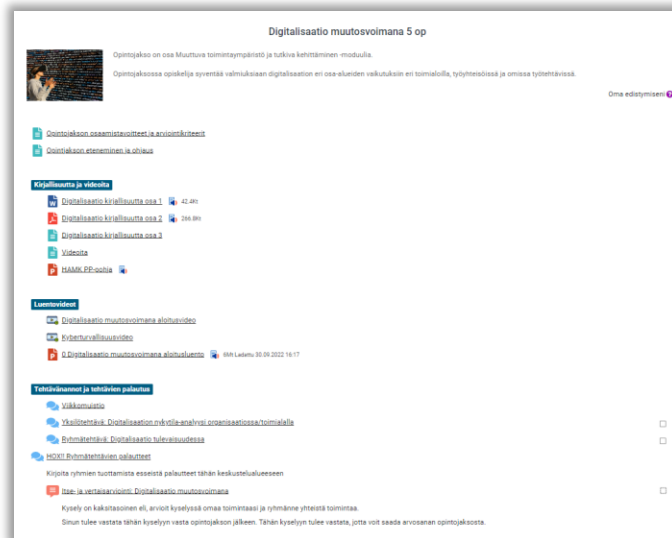 Digitalisaatio muutosvoimana 5 op
Opintojakso on osa Muuttuva toimintaympäristö ja tutkiva kehittäminen -moduulia.
Opintojaksossa opiskelija syventää valmiuksiaan digitalisaation eri osa-alueiden vaikutuksiin eri toimialoilla, työyhteisöissä ja omissa työtehtävissä.
Oma edistymiseni
Opintojakson osaamistavoitteet ja arviointikriteerit
Opintjakson eteneminen ja ohjaus
Kirjallisuutta ja videoita
Digitalisaatio kirjallisuutta osa 1 42.4Kt
Digitalisaatio kirjallisuutta osa 2 266.8Kt
Digitalisaatio kirjallisuutta osa 3
Videoita
HAMK PP-pohja
Luentovideot
Digitalisaatio muutosvoimana aloitusvideo
Kyberturvallisuusvideo
0 Digitalisaatio muutosvoimana aloitusluento 6Mt Ladattu 30.09.2022 16:17
Tehtävänannot ja tehtävien palautus
Viikkomuistio
Yksilötehtävä: Digitalisaation nykytila-analyysi organisaatiossa/toimialalla
Ryhmätehtävä: Digitalisaatio tulevaisuudessa
HOX!! Ryhmätehtävien palautteet
Kirjoita ryhmien tuottamista esseistä palautteet tähän keskustelualueeseen
Itse- ja vertaisarviointi: Digitalisaatio muutosvoimana
Kysely on kaksitasoinen eli, arvioit kyselyssä omaa toimintaasi ja ryhmänne yhteistä toimintaa.
Sinun tulee vastata tähän kyselyyn vasta opintojakson jälkeen. Tähän kyselyyn tulee vastata, jotta voit saada arvosanan opintojaksosta.